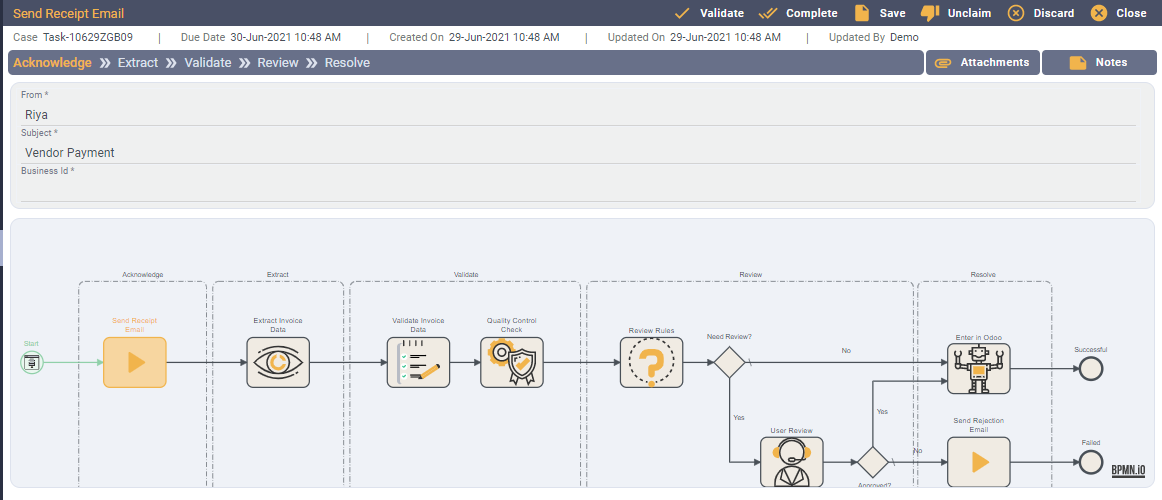 Send Receipt Email
Validate
Complete
Save
Unclaim
Discard
Close
Case Task-10629ZGB09 | Due Date 30-Jun-2021 10:48 AM | Created On 29-Jun-2021 10:48 AM | Updated On 29-Jun-2021 10:48 AM | Updated By Demo
Acknowledge » Extract » Validate » Review » Resolve
Attachments
Notes
From *
Riya
Subject *
Vendor Payment
Business Id *
Acknowledge
Extract
Validate
Review
Resolve
Start
Send Receipt
Email
Extract Invoice
Data
Validate Invoice
Data
Quality Control
Check
Review Rules
Need Review?
No
Yes
User Review
Approved?
Yes
No
Enter in Odoo
Successful
Send Rejection
Email
Failed
BPMN.iO